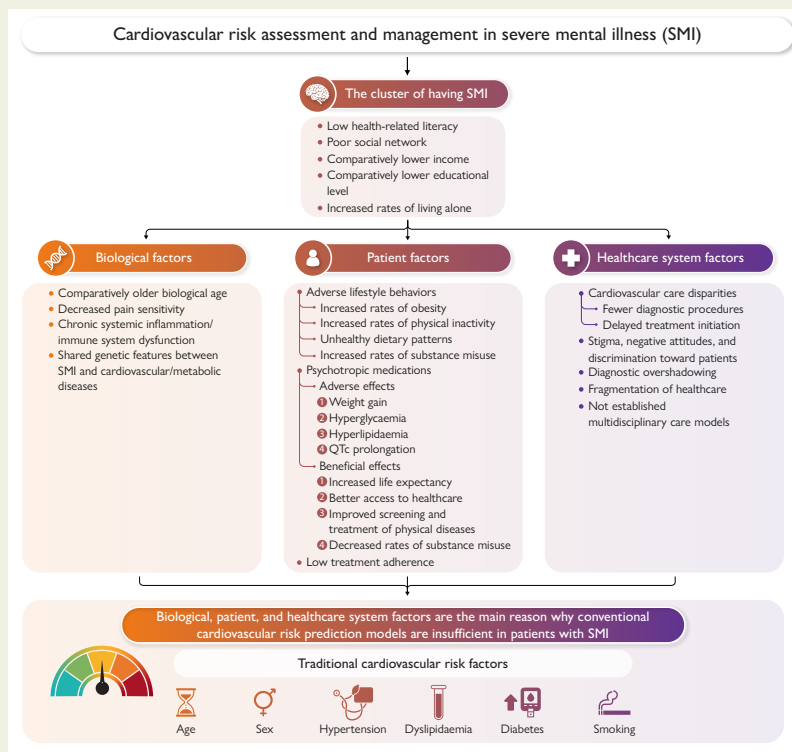 Cardiovascular risk assessment and management in severe mental illness (SMI)
The cluster of having SMI
• Low health-related literacy
• Poor social network
• Comparatively lower income
• Comparatively lower educational
level
• Increased rates of living alone
Biological factors
• Comparatively older biological age
• Decreased pain sensitivity
• Chronic systemic inflammation/
immune system dysfunction
• Shared genetic features between
SMI and cardiovascular/metabolic
diseases
Patient factors
• Adverse lifestyle behaviors
Increased rates of obesity
Increased rates of physical inactivity
Unhealthy dietary patterns
Increased rates of substance misuse
• Psychotropic medications
Adverse effects
1 Weight gain
2 Hyperglycaemia
3 Hyperlipidaemia
4 QTc prolongation
Beneficial effects
1 Increased life expectancy
2 Better access to healthcare
3 Improved screening and
treatment of physical diseases
4 Decreased rates of substance misuse
• Low treatment adherence
Healthcare system factors
• Cardiovascular care disparities
Fewer diagnostic procedures
Delayed treatment initiation
• Stigma, negative attitudes, and
discrimination toward patients
• Diagnostic overshadowing
• Fragmentation of healthcare
• Not established
multidisciplinary care models
Biological, patient, and healthcare system factors are the main reason why conventional
cardiovascular risk prediction models are insufficient in patients with SMI
Traditional cardiovascular risk factors
Age
Sex
Hypertension
Dyslipidaemia
Diabetes
Smoking